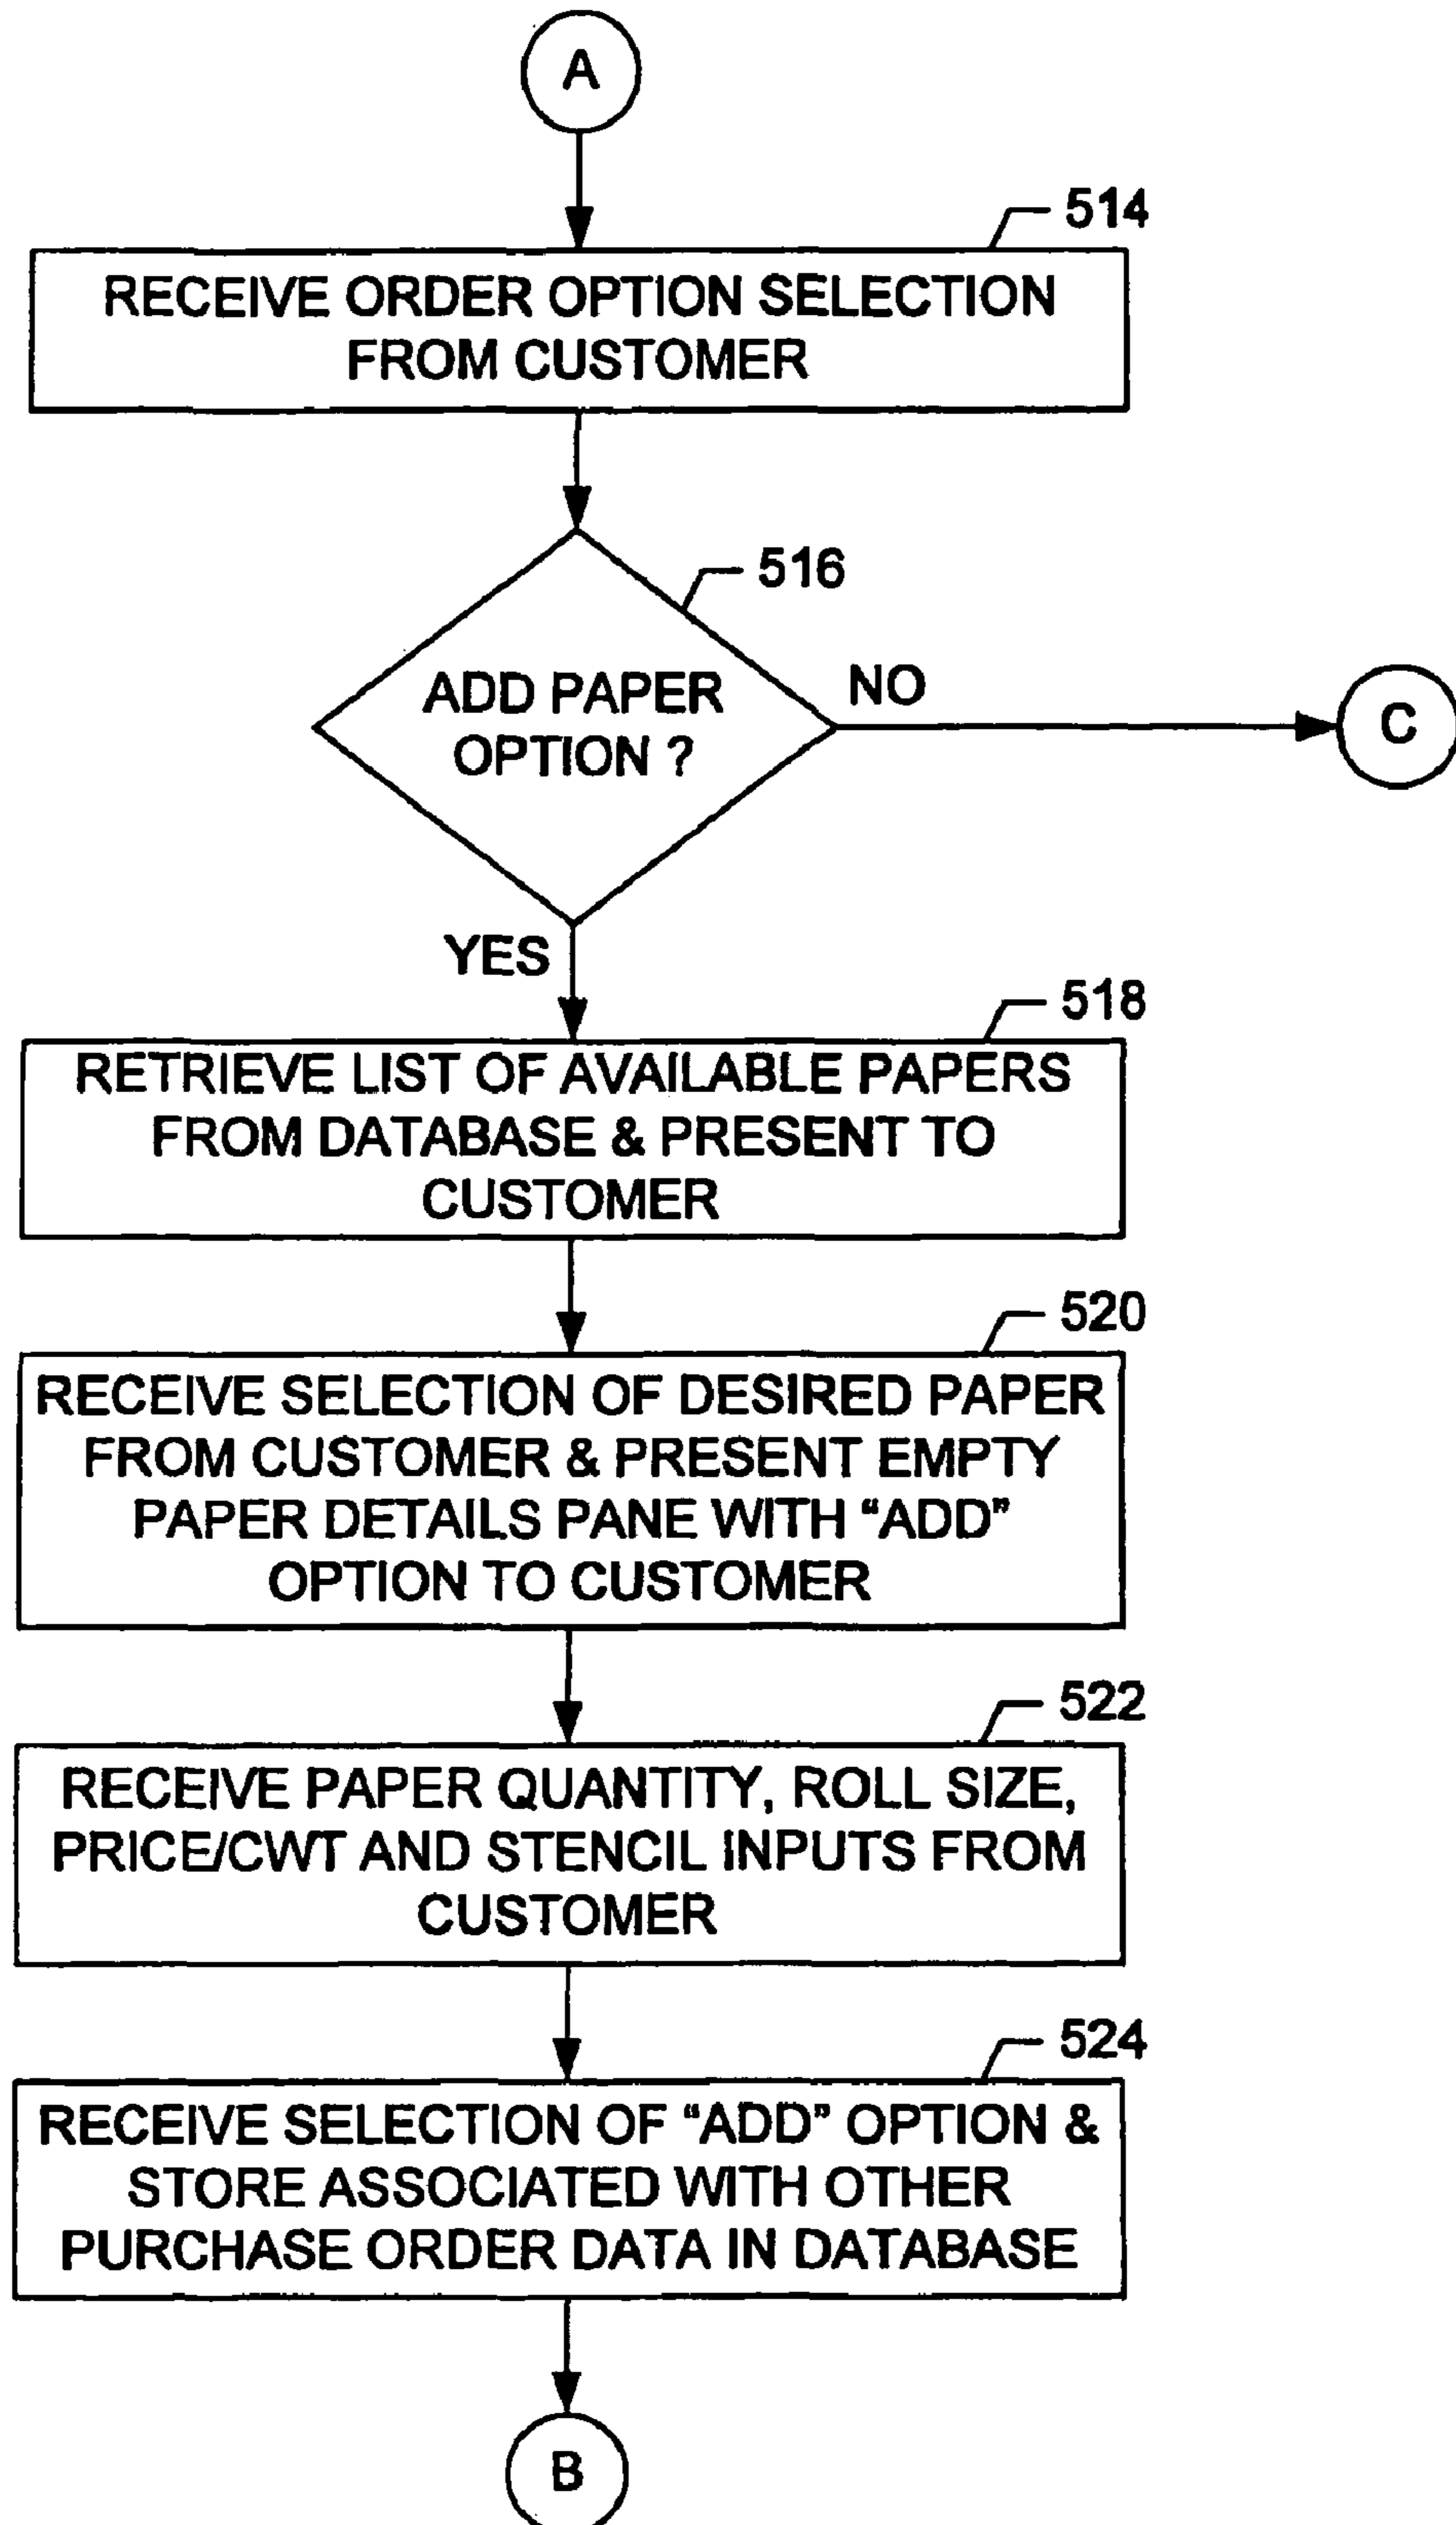 A
514
RECEIVE ORDER OPTION SELECTION
FROM CUSTOMER
516
ADD PAPER
OPTION ?
NO
C
YES
518
RETRIEVE LIST OF AVAILABLE PAPERS
FROM DATABASE & PRESENT TO
CUSTOMER
520
RECEIVE SELECTION OF DESIRED PAPER
FROM CUSTOMER & PRESENT EMPTY
PAPER DETAILS PANE WITH “ADD”
OPTION TO CUSTOMER
522
RECEIVE PAPER QUANTITY, ROLL SIZE,
PRICE/CWT AND STENCIL INPUTS FROM
CUSTOMER
524
RECEIVE SELECTION OF “ADD” OPTION &
STORE ASSOCIATED WITH OTHER
PURCHASE ORDER DATA IN DATABASE
B